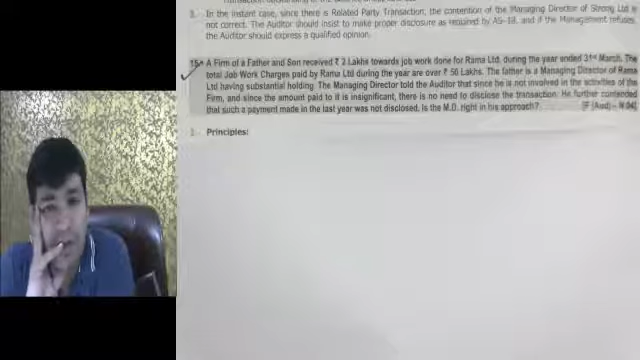 3. In the instant case, since there is Related Party Transaction, the contention of the Managing Director of Strong Ltd is
not correct. The Auditor should insist to make proper disclosure as required by AS-18, and if the Management refuses,
the Auditor should express a qualified opinion.
15. A Firm of a Father and Son received ₹ 2 Lakhs towards job work done for Rama Ltd, during the year ended 31st March. The
total Job Work Charges paid by Rama Ltd during the year are over ₹ 50 Lakhs. The father is a Managing Director of Rama
Ltd having substantial holding. The Managing Director told the Auditor that since he is not involved in the activities of the
Firm, and since the amount paid to it is insignificant, there is no need to disclose the transaction. He further contended
that such a payment made in the last year was not disclosed. Is the M.D. right in his approach?
Principles: